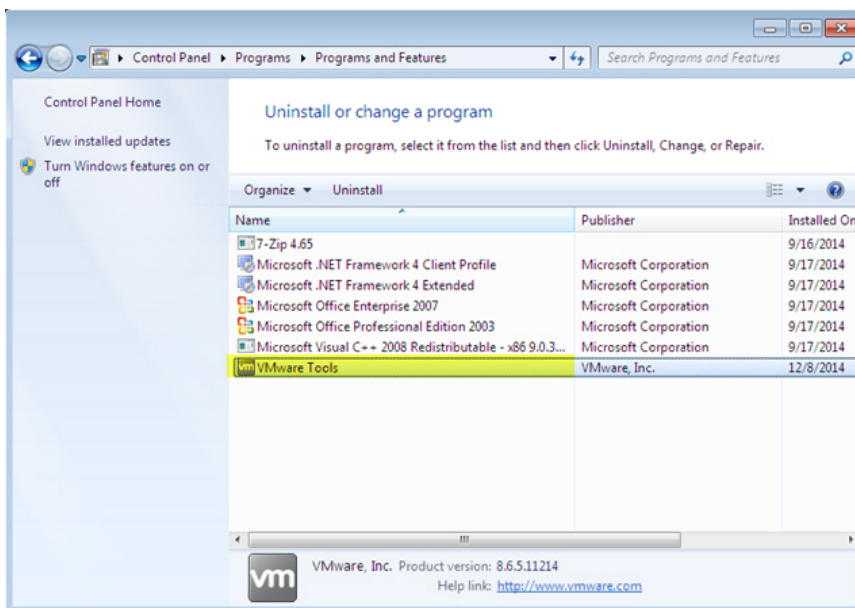 Control Panel ▸ Programs ▸ Programs and Features
Search Programs and Features
Control Panel Home
View installed updates
Turn Windows features on or
off
Uninstall or change a program
To uninstall a program, select it from the list and then click Uninstall, Change, or Repair.
Organize Uninstall
Name Publisher Installed On
7-Zip 4.65 9/16/2014
Microsoft .NET Framework 4 Client Profile Microsoft Corporation 9/17/2014
Microsoft .NET Framework 4 Extended Microsoft Corporation 9/17/2014
Microsoft Office Enterprise 2007 Microsoft Corporation 9/17/2014
Microsoft Office Professional Edition 2003 Microsoft Corporation 9/17/2014
Microsoft Visual C++ 2008 Redistributable - x86 9.0.3... Microsoft Corporation 9/17/2014
vm VMware Tools VMware, Inc. 12/8/2014
vm
VMware, Inc. Product version: 8.6.5.11214
Help link: http://www.vmware.com